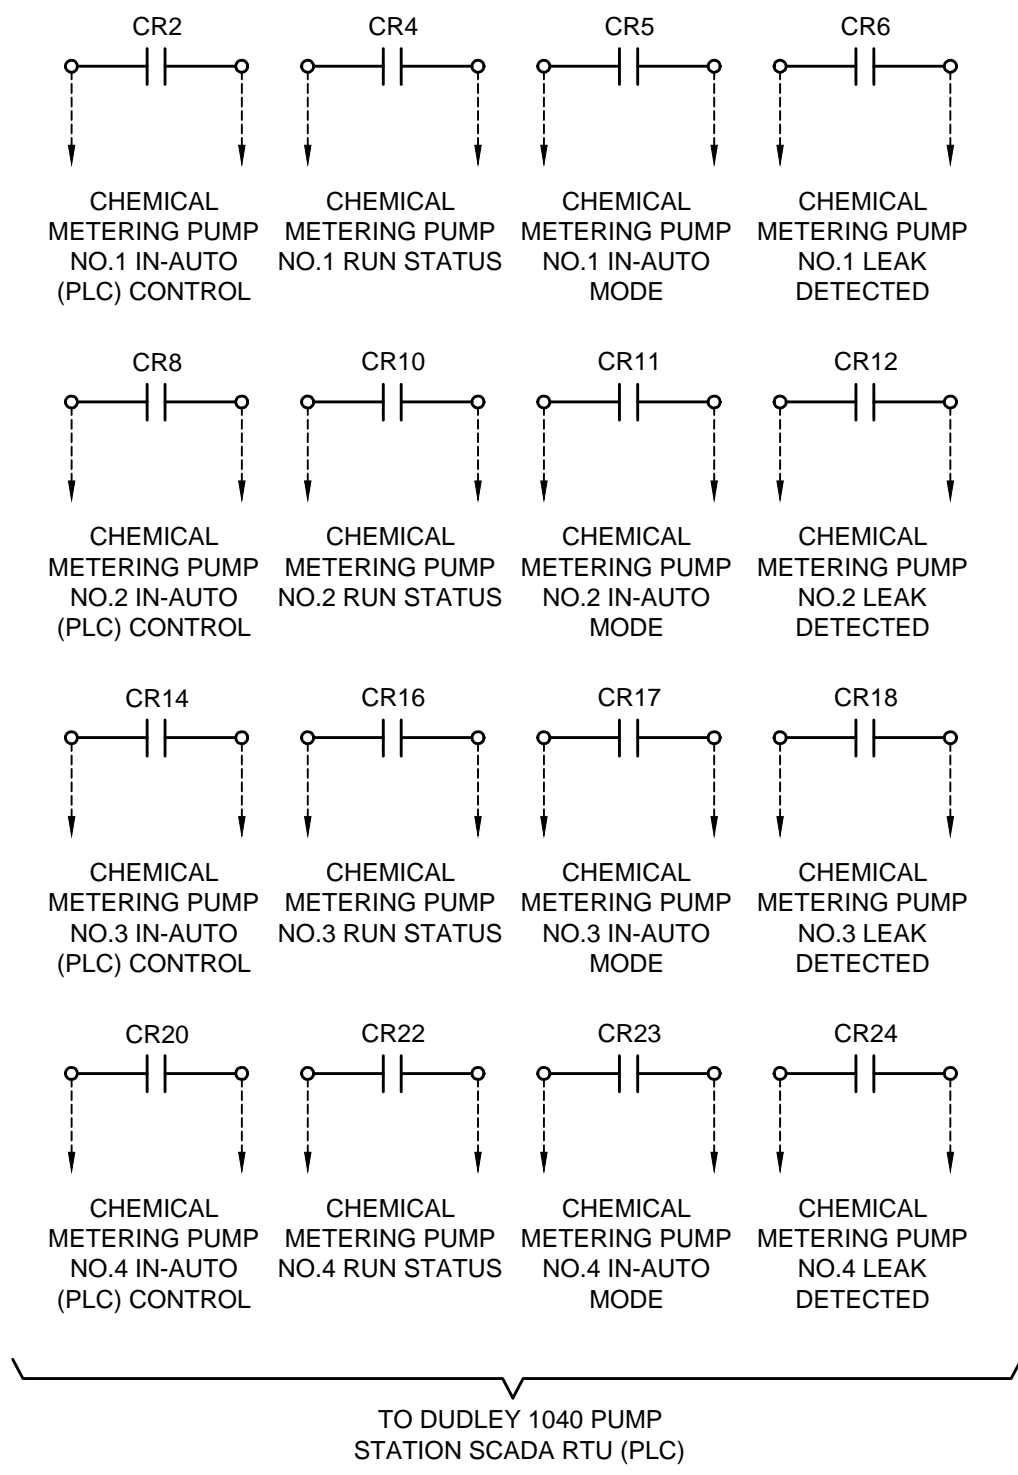 CR2
CHEMICAL
METERING PUMP
NO.1 IN-AUTO
(PLC) CONTROL
CR4
CHEMICAL
METERING PUMP
NO.1 RUN STATUS
CR5
CHEMICAL
METERING PUMP
NO.1 IN-AUTO
MODE
CR6
CHEMICAL
METERING PUMP
NO.1 LEAK
DETECTED
CR8
CHEMICAL
METERING PUMP
NO.2 IN-AUTO
(PLC) CONTROL
CR10
CHEMICAL
METERING PUMP
NO.2 RUN STATUS
CR11
CHEMICAL
METERING PUMP
NO.2 IN-AUTO
MODE
CR12
CHEMICAL
METERING PUMP
NO.2 LEAK
DETECTED
CR14
CHEMICAL
METERING PUMP
NO.3 IN-AUTO
(PLC) CONTROL
CR16
CHEMICAL
METERING PUMP
NO.3 RUN STATUS
CR17
CHEMICAL
METERING PUMP
NO.3 IN-AUTO
MODE
CR18
CHEMICAL
METERING PUMP
NO.3 LEAK
DETECTED
CR20
CHEMICAL
METERING PUMP
NO.4 IN-AUTO
(PLC) CONTROL
CR22
CHEMICAL
METERING PUMP
NO.4 RUN STATUS
CR23
CHEMICAL
METERING PUMP
NO.4 IN-AUTO
MODE
CR24
CHEMICAL
METERING PUMP
NO.4 LEAK
DETECTED
TO DUDLEY 1040 PUMP
STATION SCADA RTU (PLC)